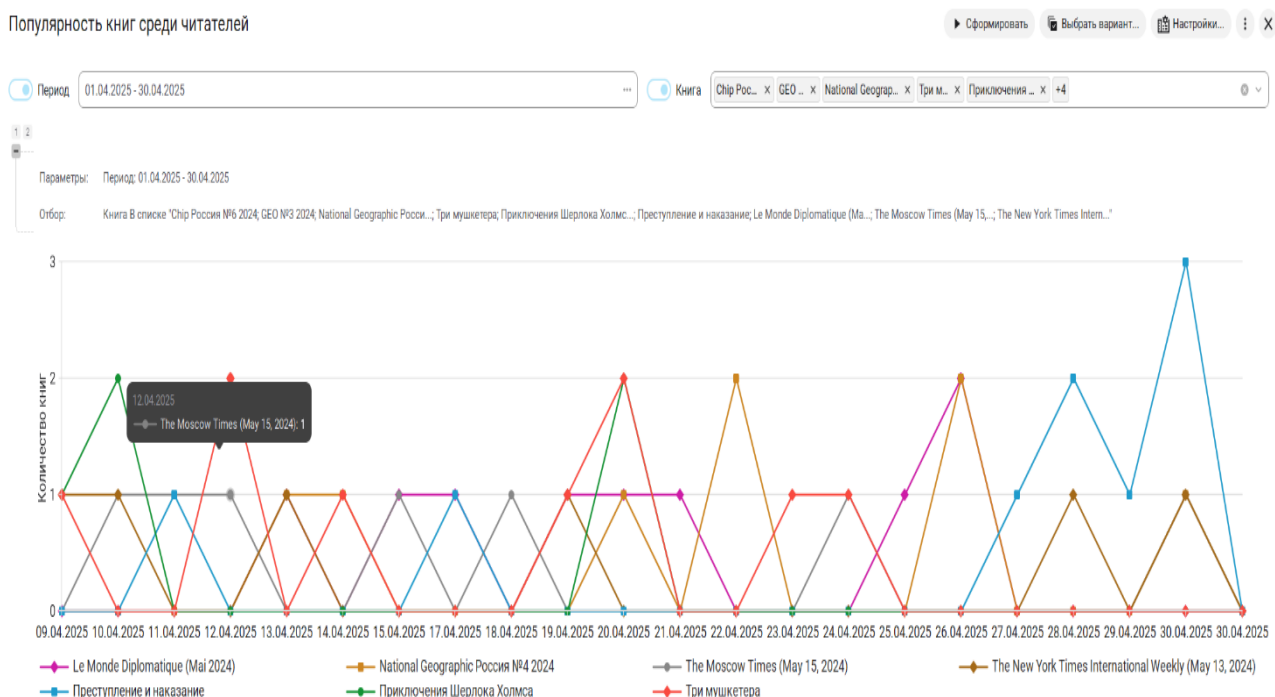 Популярность книг среди читателей
Сформировать Выбрать вариант... Настройки...
Период 01.04.2025 - 30.04.2025 ... Книга Chip Рос... × GEO ... × National Geograp... × Три м... × Приключения ... × +4
1 2
Параметры: Период: 01.04.2025 - 30.04.2025
Отбор: Книга В списке "Chip Россия №6 2024; GEO №3 2024; National Geographic Росси...; Три мушкетера; Приключения Шерлока Холмс...; Преступление и наказание; Le Monde Diplomatique (Ma...; The Moscow Times (May 15,...; The New York Times Intern..."
Количество книг
3
2
1
0
12.04.2025
The Moscow Times (May 15, 2024): 1
09.04.2025 10.04.2025 11.04.2025 12.04.2025 13.04.2025 14.04.2025 15.04.2025 17.04.2025 18.04.2025 19.04.2025 20.04.2025 21.04.2025 22.04.2025 23.04.2025 24.04.2025 25.04.2025 26.04.2025 27.04.2025 28.04.2025 29.04.2025 30.04.2025 30.04.2025
Le Monde Diplomatique (Mai 2024) National Geographic Россия №4 2024 The Moscow Times (May 15, 2024) The New York Times International Weekly (May 13, 2024)
Преступление и наказание Приключения Шерлока Холмса Три мушкетера